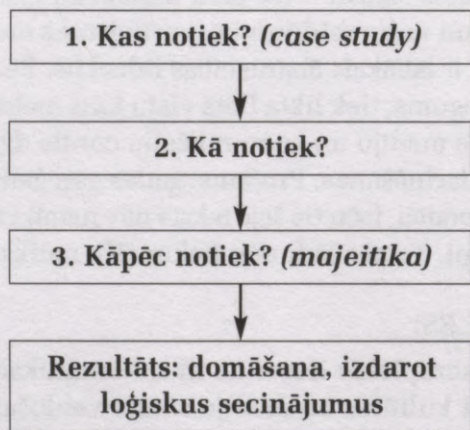 1. Kas notiek? (case study)
2. Kā notiek?
3. Kāpēc notiek? (majeitika)
Rezultāts: domāšana, izdarot
loģiskus secinājumus